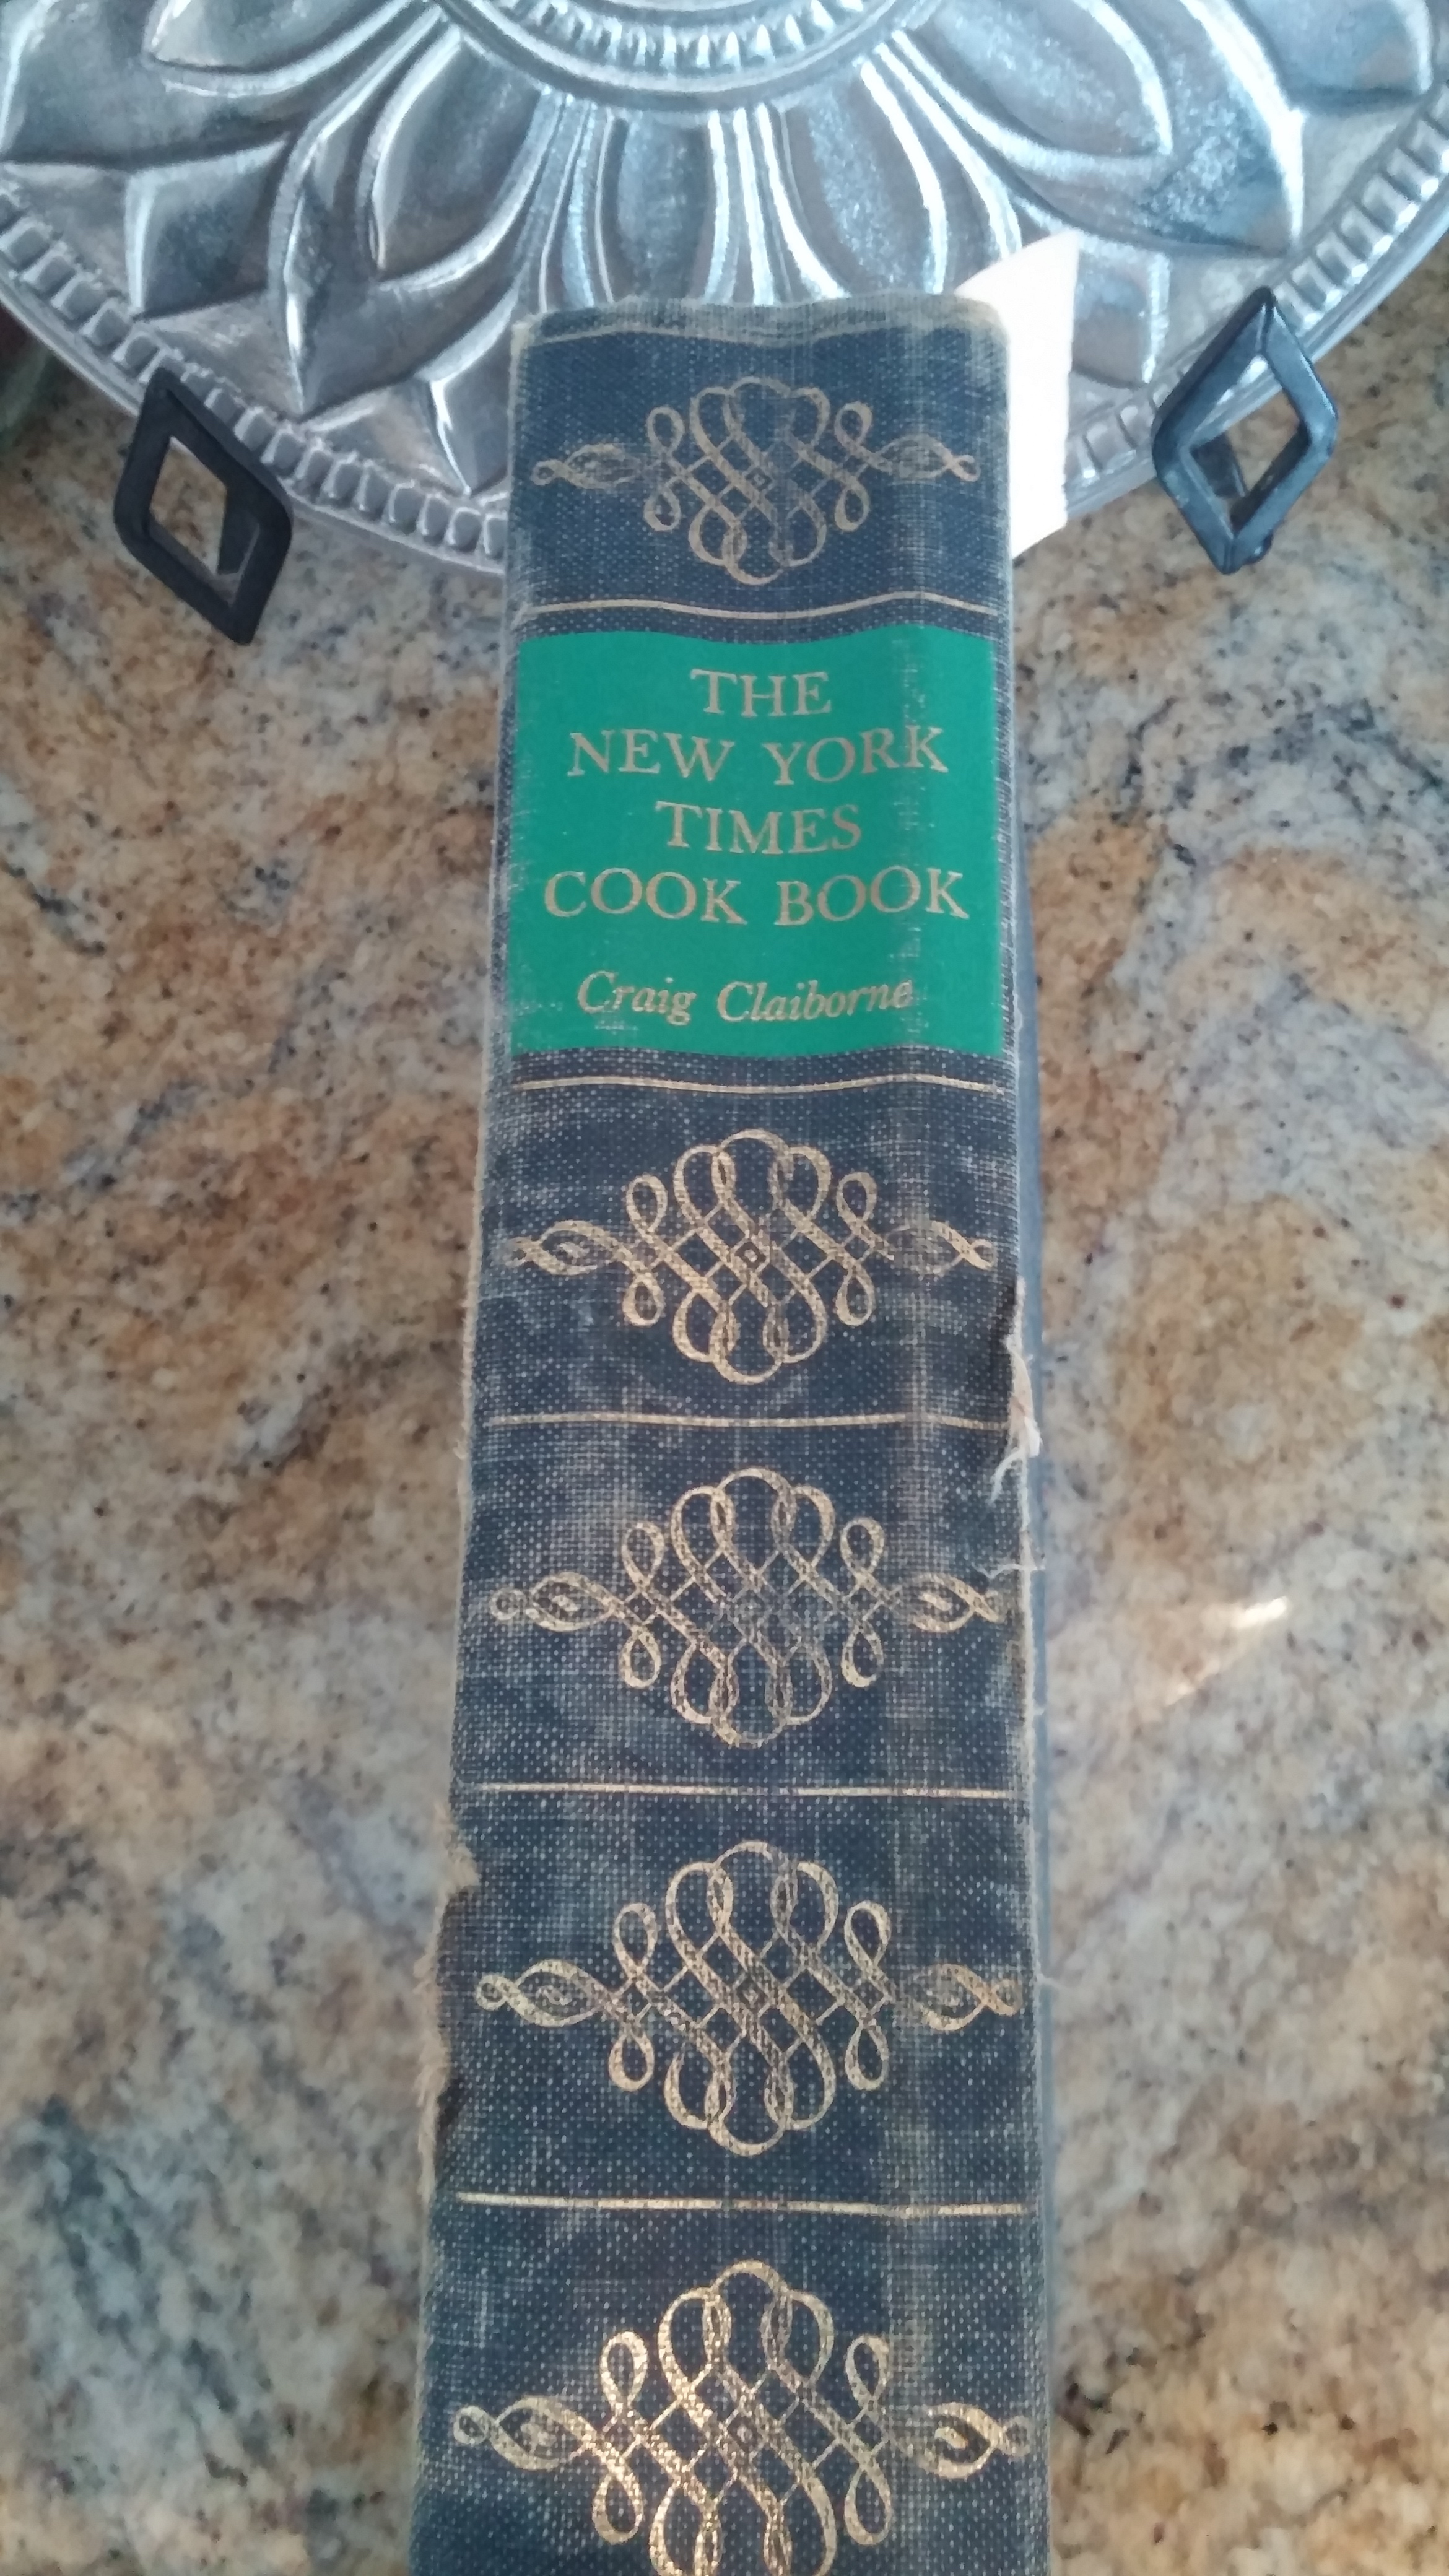 THE
NEW YORK
TIMES
COOK BOOK
Craig Claiborne